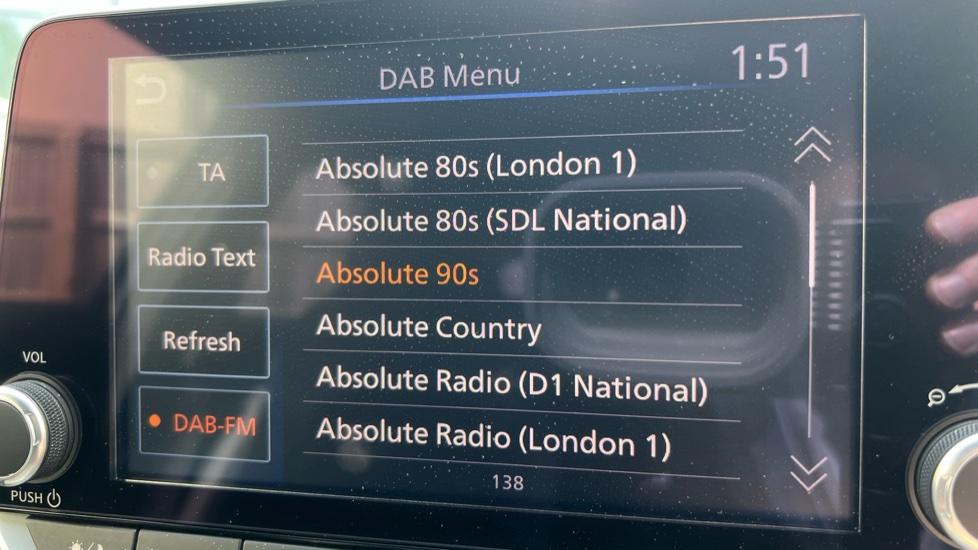 DAB Menu
1:51
TA
Absolute 80s (London 1)
Absolute 80s (SDL National)
Radio Text
Absolute 90s
Refresh
Absolute Country
Absolute Radio (D1 National)
DAB-FM
Absolute Radio (London 1)
138
VOL
PUSH